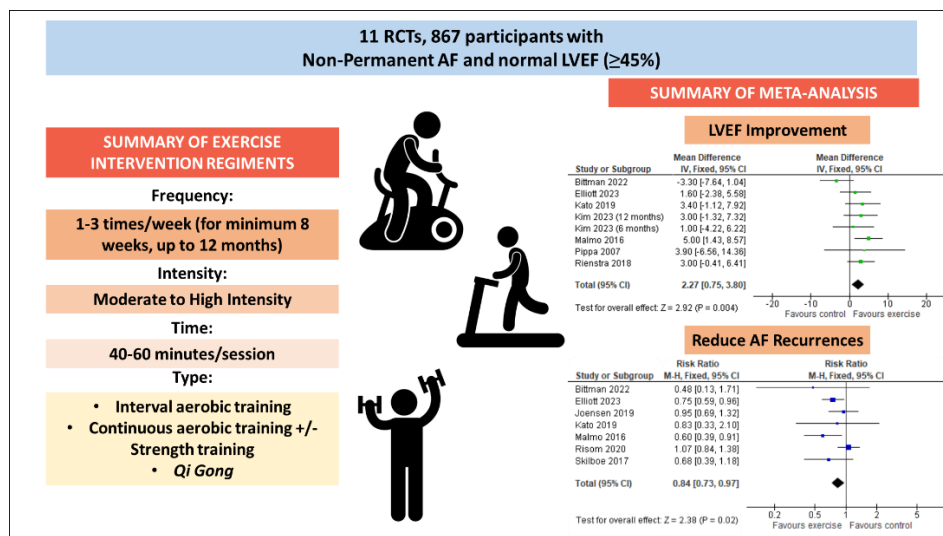 11 RCTs, 867 participants with
Non-Permanent AF and normal LVEF (≥45%)
SUMMARY OF EXERCISE
INTERVENTION REGIMENTS
Frequency:
1-3 times/week (for minimum 8
weeks, up to 12 months)
Intensity:
Moderate to High Intensity
Time:
40-60 minutes/session
Type:
• Interval aerobic training
• Continuous aerobic training +/-
Strength training
• Qi Gong
SUMMARY OF META-ANALYSIS
LVEF Improvement
Mean Difference Mean Difference
Study or Subgroup IV, Fixed, 95% CI IV, Fixed, 95% CI
Bittman 2022 -3.30 [-7.64, 1.04]
Elliott 2023 1.60 [-2.38, 5.58]
Kato 2019 3.40 [-1.12, 7.92]
Kim 2023 (12 months) 3.00 [-1.32, 7.32]
Kim 2023 (6 months) 1.00 [-4.22, 6.22]
Malmo 2016 5.00 [1.43, 8.57]
Pippa 2007 3.90 [-6.56, 14.36]
Rienstra 2018 3.00 [-0.41, 6.41]
Total (95% CI) 2.27 [0.75, 3.80]
Test for overall effect: Z = 2.92 (P = 0.004)
-20 -10 0 10 20
Favours control Favours exercise
Reduce AF Recurrences
Risk Ratio Risk Ratio
Study or Subgroup M-H, Fixed, 95% CI M-H, Fixed, 95% CI
Bittman 2022 0.48 [0.13, 1.71]
Elliott 2023 0.75 [0.59, 0.96]
Joensen 2019 0.95 [0.69, 1.32]
Kato 2019 0.83 [0.33, 2.10]
Malmo 2016 0.60 [0.39, 0.91]
Risom 2020 1.07 [0.84, 1.38]
Skilboe 2017 0.68 [0.39, 1.18]
Total (95% CI) 0.84 [0.73, 0.97]
Test for overall effect: Z = 2.38 (P = 0.02)
0.2 0.5 1 2 5
Favours exercise Favours control